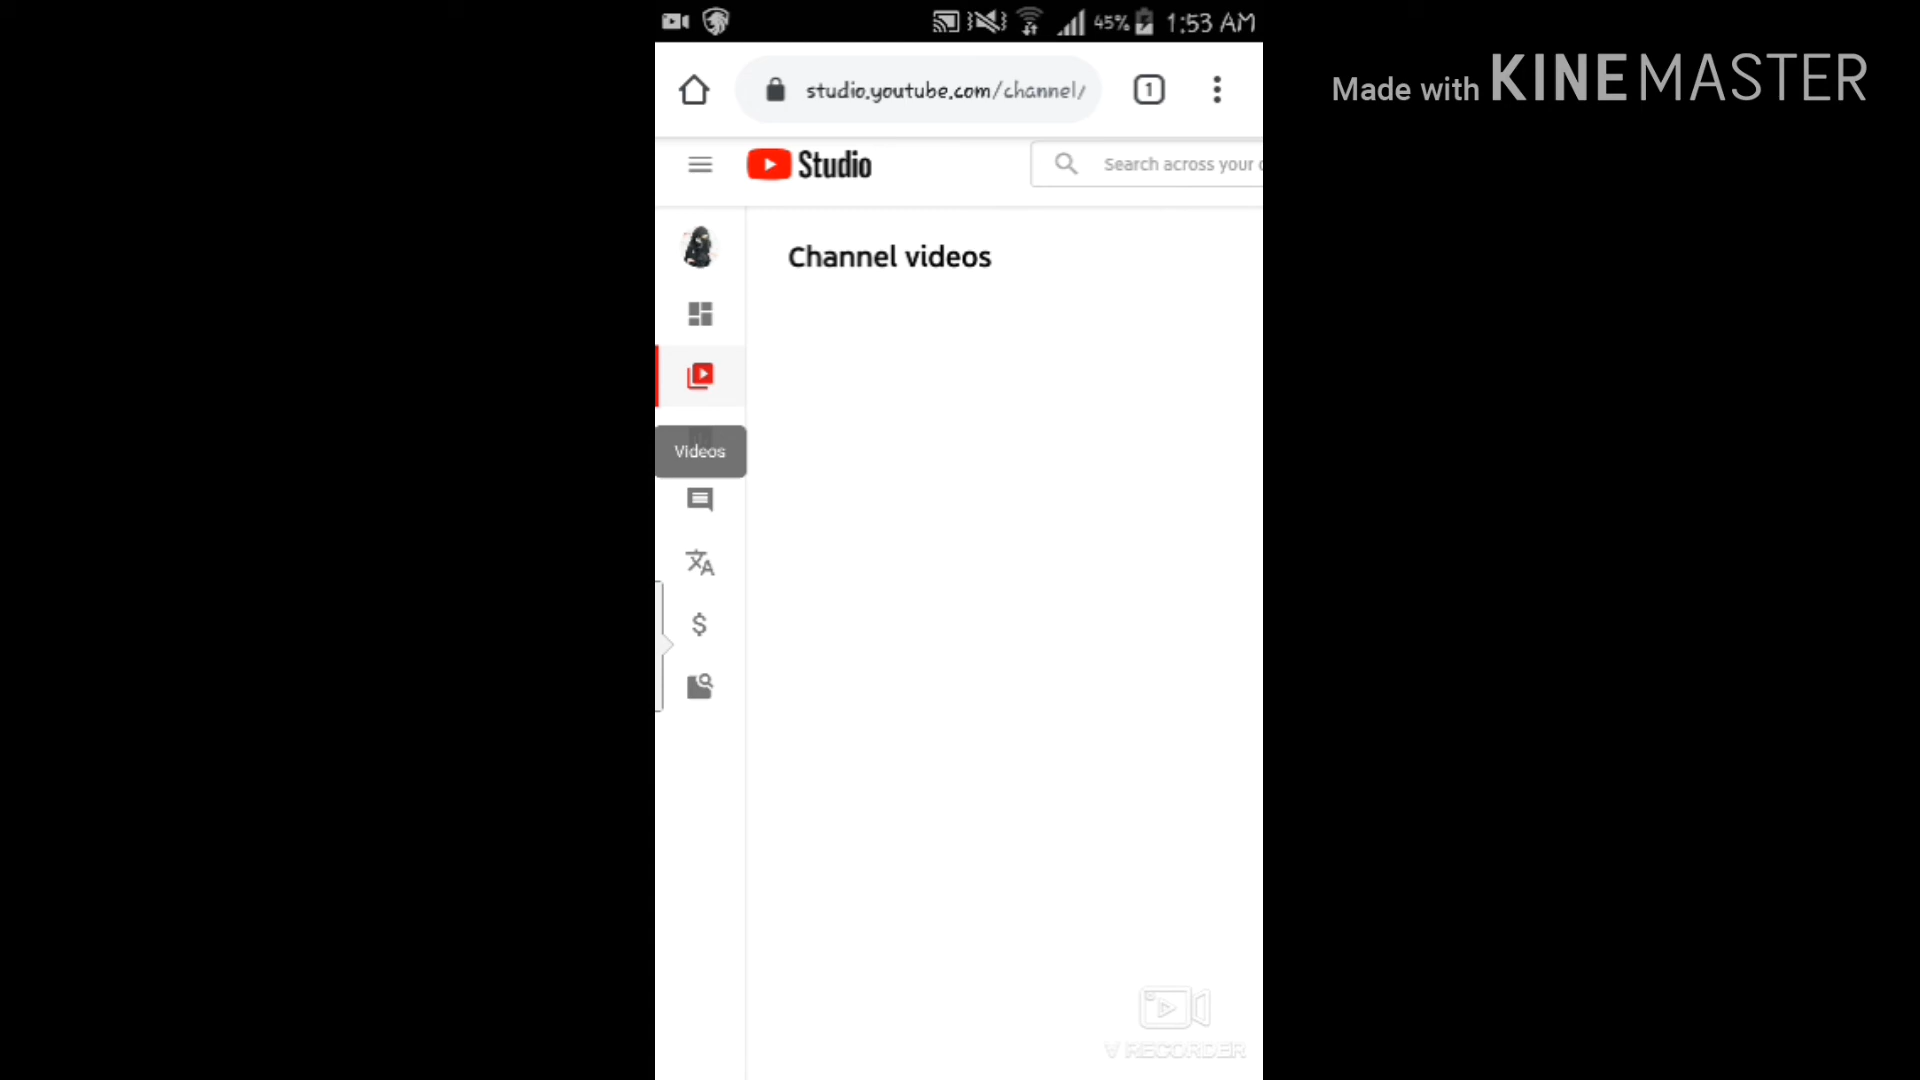 45% 1:53 AM
Made with KINEMASTER
studio.youtube.com/channel/
1
Studio
Search across your
Channel videos
Videos
V RECORDER